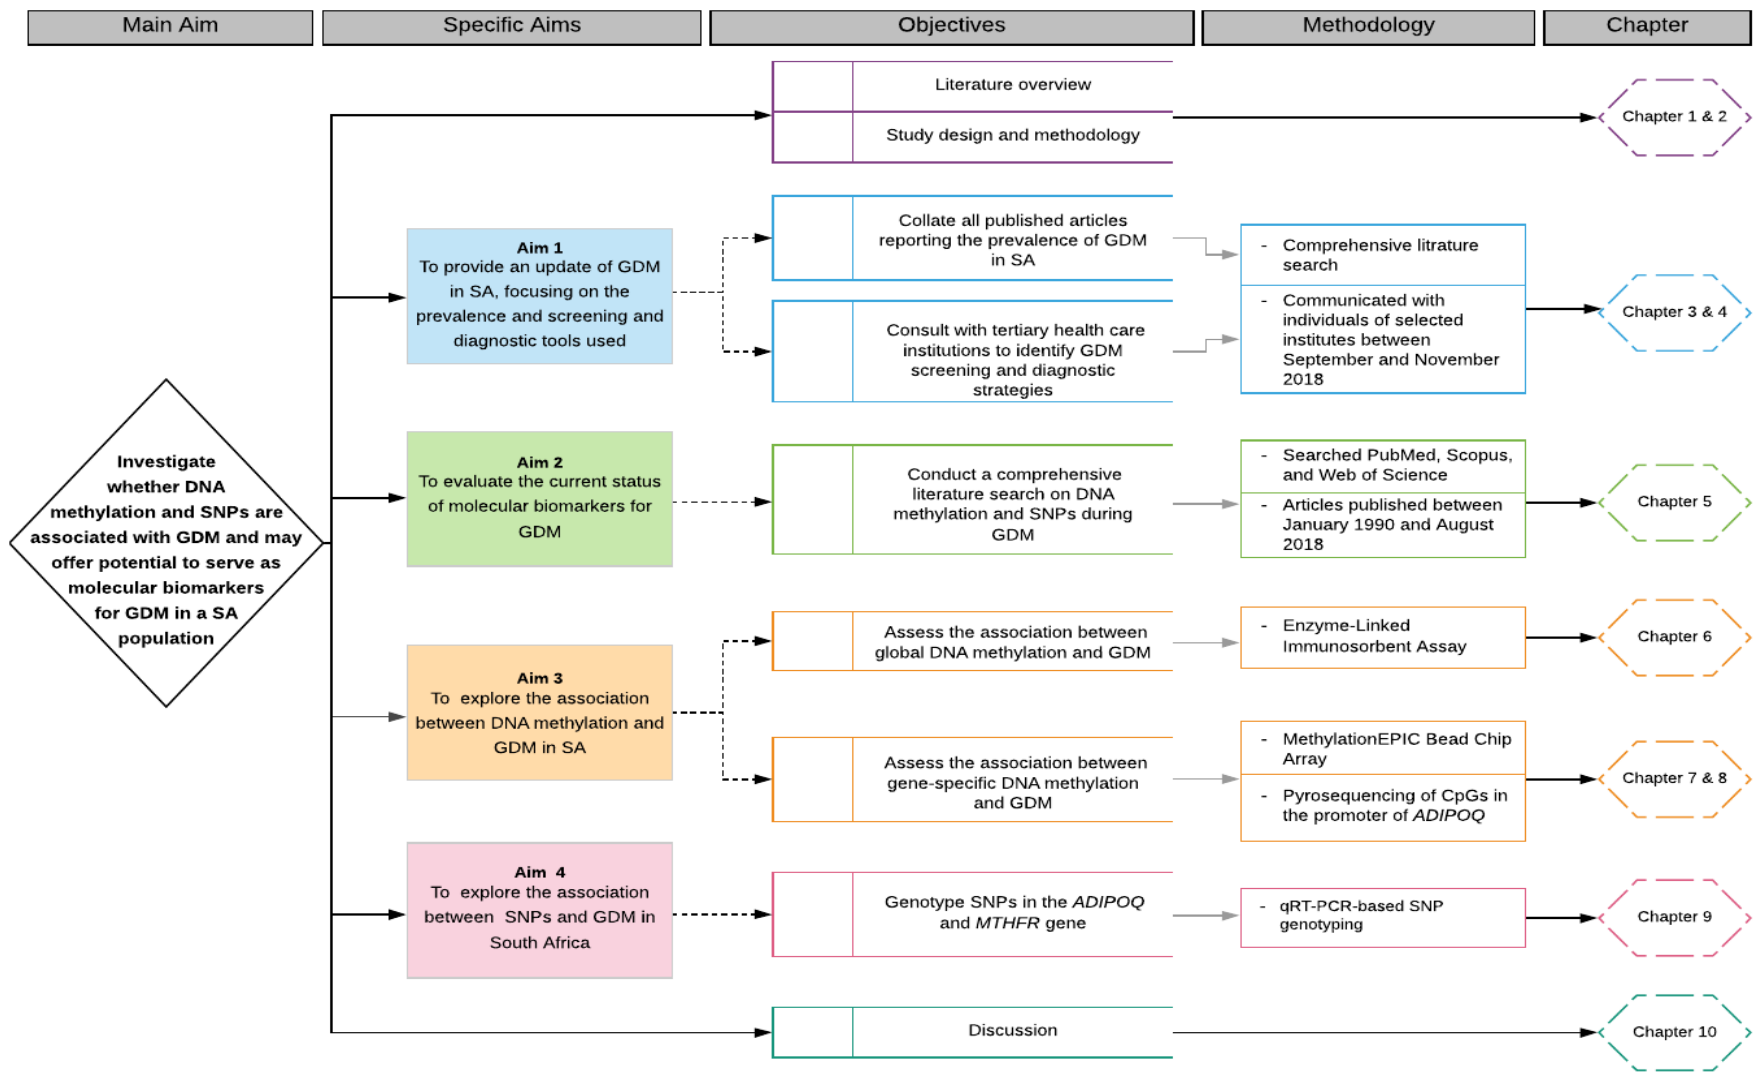 Main Aim
Specific Aims
Objectives
Methodology
Chapter
Literature overview
Study design and methodology
Chapter 1 & 2
Investigate
whether DNA
methylation and SNPs are
associated with GDM and may
offer potential to serve as
molecular biomarkers
for GDM in a SA
population
Aim 1
To provide an update of GDM
in SA, focusing on the
prevalence and screening and
diagnostic tools used
Collate all published articles
reporting the prevalence of GDM
in SA
Consult with tertiary health care
institutions to identify GDM
screening and diagnostic
strategies
- Comprehensive litrature
search
- Communicated with
individuals of selected
institutes between
September and November
2018
Chapter 3 & 4
Aim 2
To evaluate the current status
of molecular biomarkers for
GDM
Conduct a comprehensive
literature search on DNA
methylation and SNPs during
GDM
- Searched PubMed, Scopus,
and Web of Science
- Articles published between
January 1990 and August
2018
Chapter 5
Aim 3
To explore the association
between DNA methylation and
GDM in SA
Assess the association between
global DNA methylation and GDM
- Enzyme-Linked
Immunosorbent Assay
Chapter 6
Assess the association between
gene-specific DNA methylation
and GDM
- MethylationEPIC Bead Chip
Array
- Pyrosequencing of CpGs in
the promoter of ADIPOQ
Chapter 7 & 8
Aim 4
To explore the association
between SNPs and GDM in
South Africa
Genotype SNPs in the ADIPOQ
and MTHFR gene
- qRT-PCR-based SNP
genotyping
Chapter 9
Discussion
Chapter 10